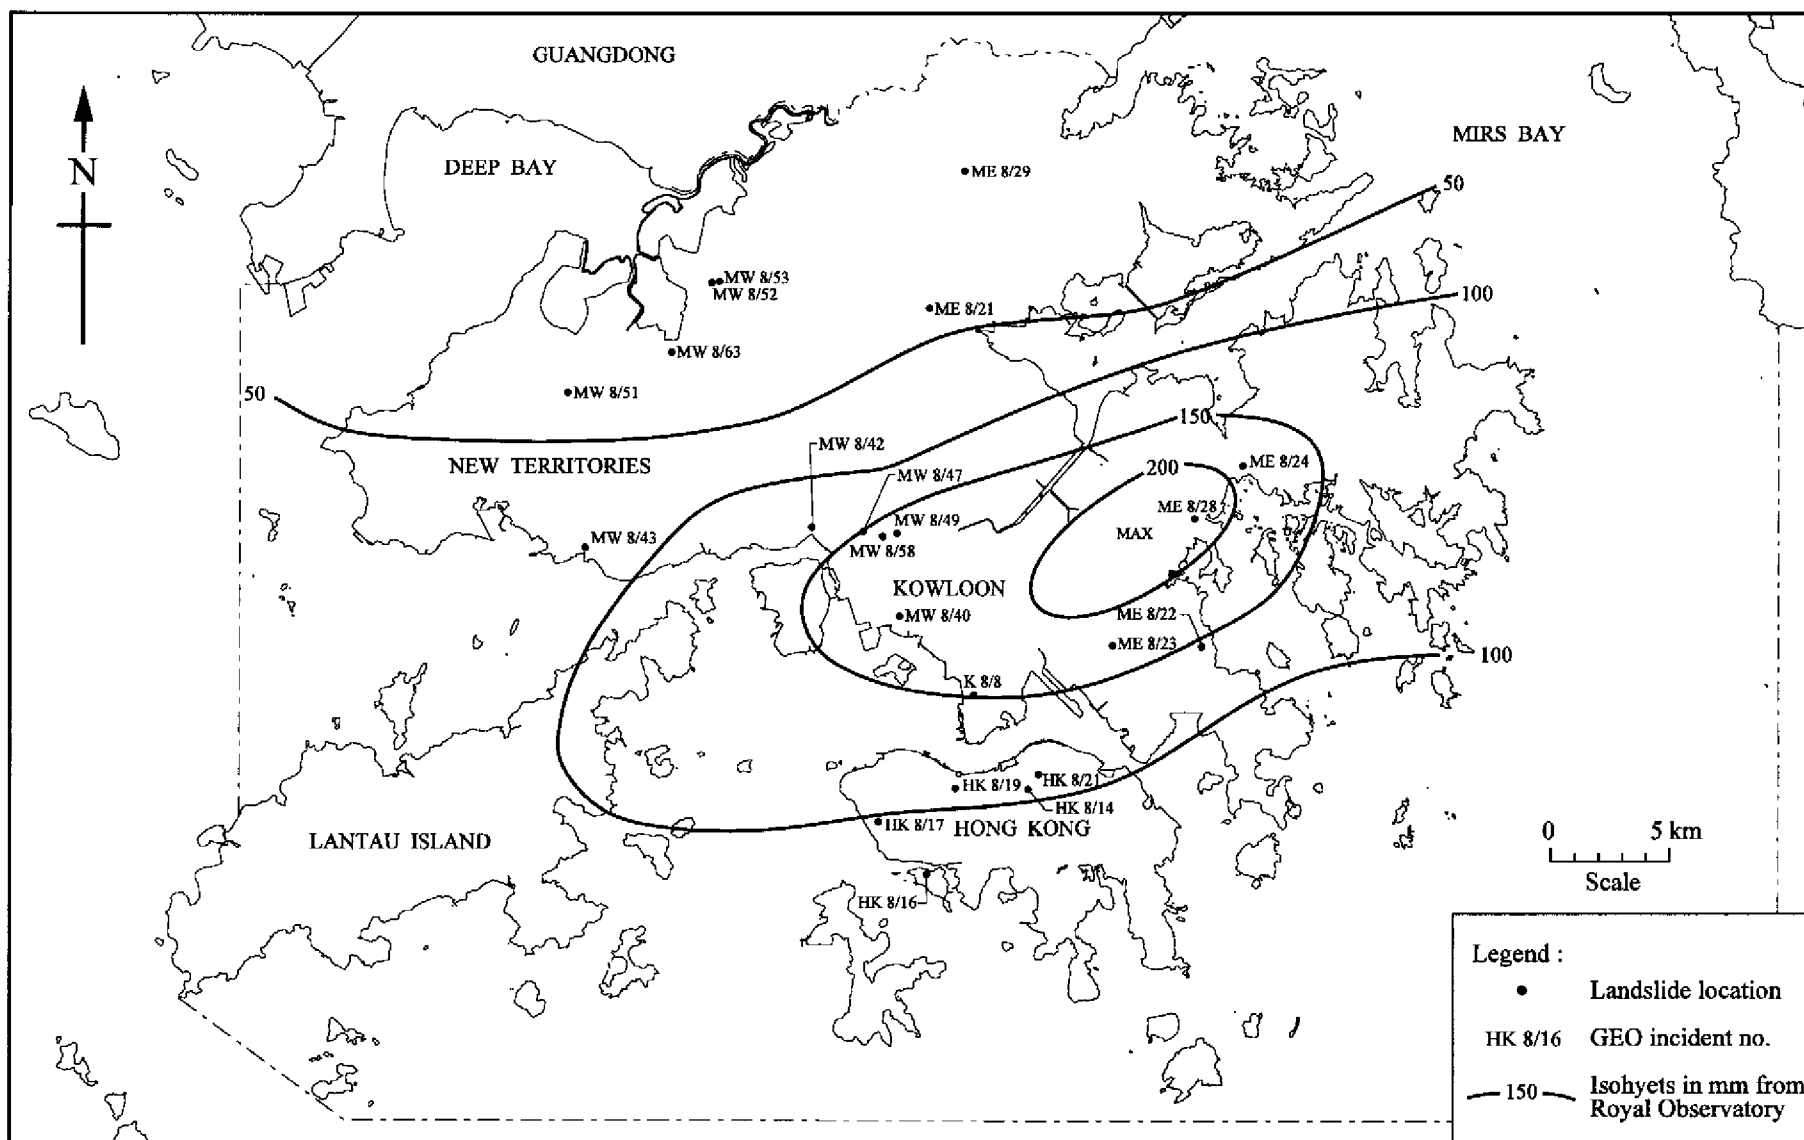 GUANGDONG
MIRS BAY
N
DEEP BAY
ME 8/29
50
MW 8/53
MW 8/52
100
ME 8/21
MW 8/63
50
MW 8/51
150
MW 8/42
NEW TERRITORIES
200
ME 8/24
MW 8/47
ME 8/28
MW 8/49
MAX
MW 8/43
MW 8/58
KOWLOON
MW 8/40
ME 8/22
ME 8/23
100
K 8/8
HK 8/21
HK 8/19
HK 8/14
HK 8/17
HONG KONG
LANTAU ISLAND
0 5 km
Scale
HK 8/16
Legend :
Landslide location
HK 8/16 GEO incident no.
150 Isohyets in mm from
Royal Observatory